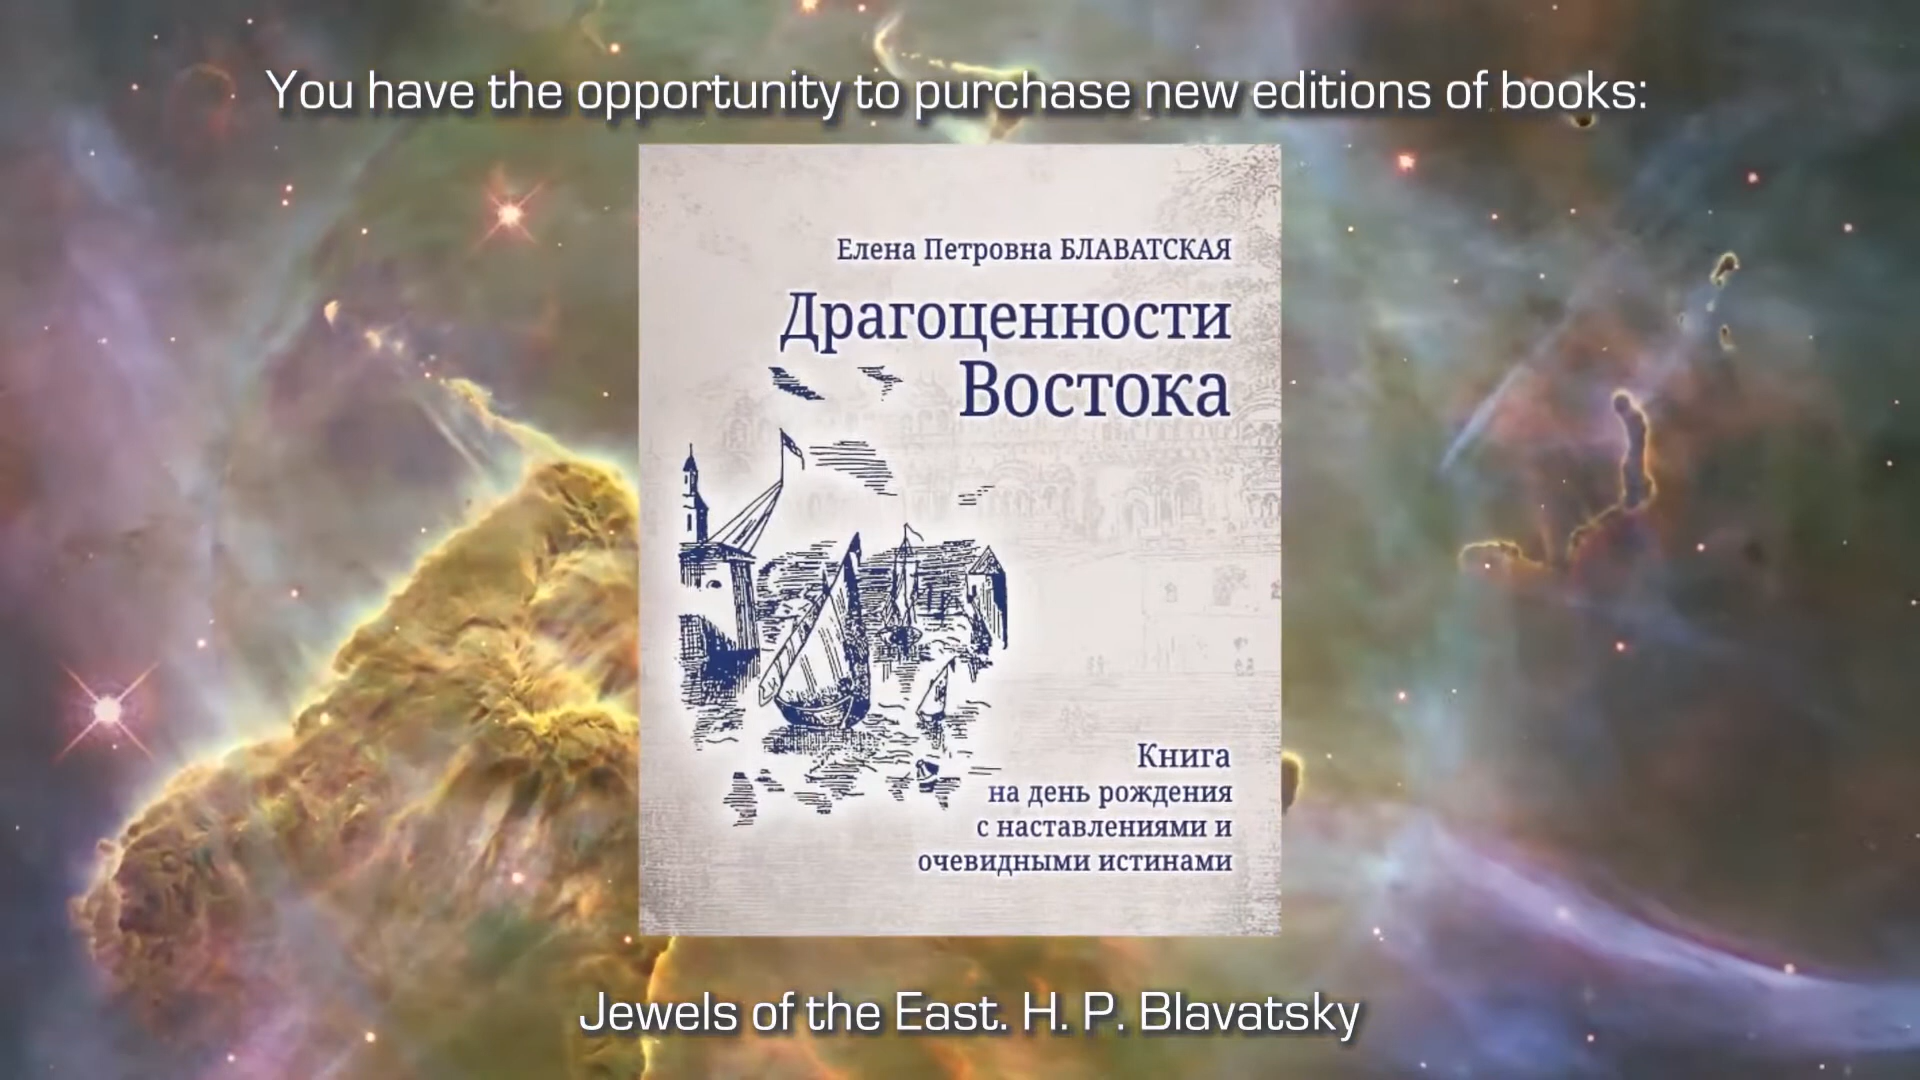 You have the opportunity to purchase new editions of books:
Елена Петровна БЛАВАТСКАЯ
Драгоценности
Востока
Книга
на день рождения
с наставлениями и
очевидными истинами
Jewels of the East. H. P. Blavatsky